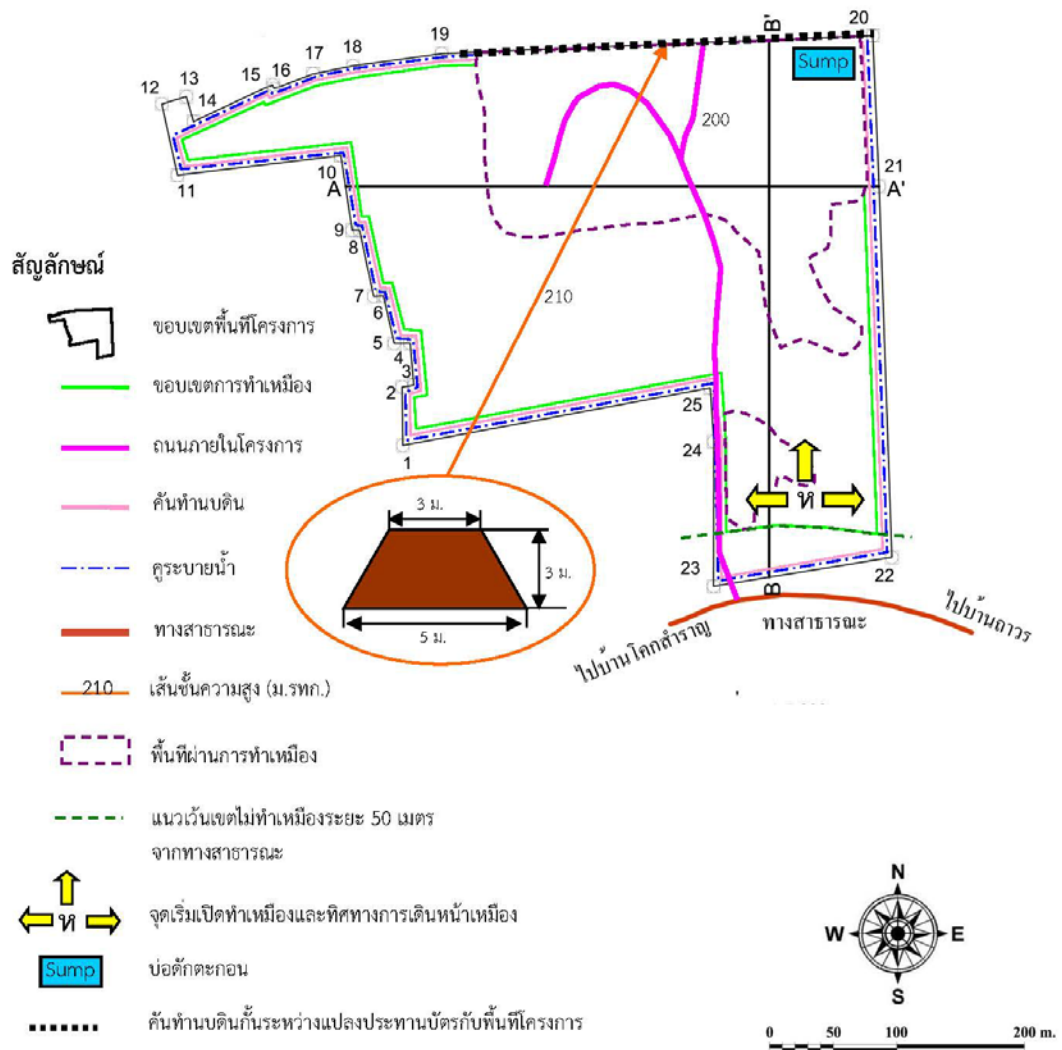 B'
20
19
18
17
16
15
13
12
14
Sump
200
21
10
11
A
A'
9
8
สัญลักษณ์
7
6
210
ขอบเขตพื้นที่โครงการ
5
4
3
ขอบเขตการทำเหมือง
2
25
ถนนภายในโครงการ
1
24
คันทำนบดิน
3 ม.
ห
3 ม.
คูระบายน้ำ
23
22
B
5 ม.
ทางสาธารณะ
ทางสาธารณะ
ไปบ้านถาวร
ไปบ้านโคกสำราญ
210
เส้นชั้นความสูง (ม.รทก.)
พื้นที่ผ่านการทำเหมือง
แนวเว้นเขตไม่ทำเหมืองระยะ 50 เมตร
จากทางสาธารณะ
ห
จุดเริ่มเปิดทำเหมืองและทิศทางการเดินหน้าเหมือง
N
W
E
S
Sump
บ่อดักตะกอน
คันทำนบดินกั้นระหว่างแปลงประทานบัตรกับพื้นที่โครงการ
0 50 100 200 m.